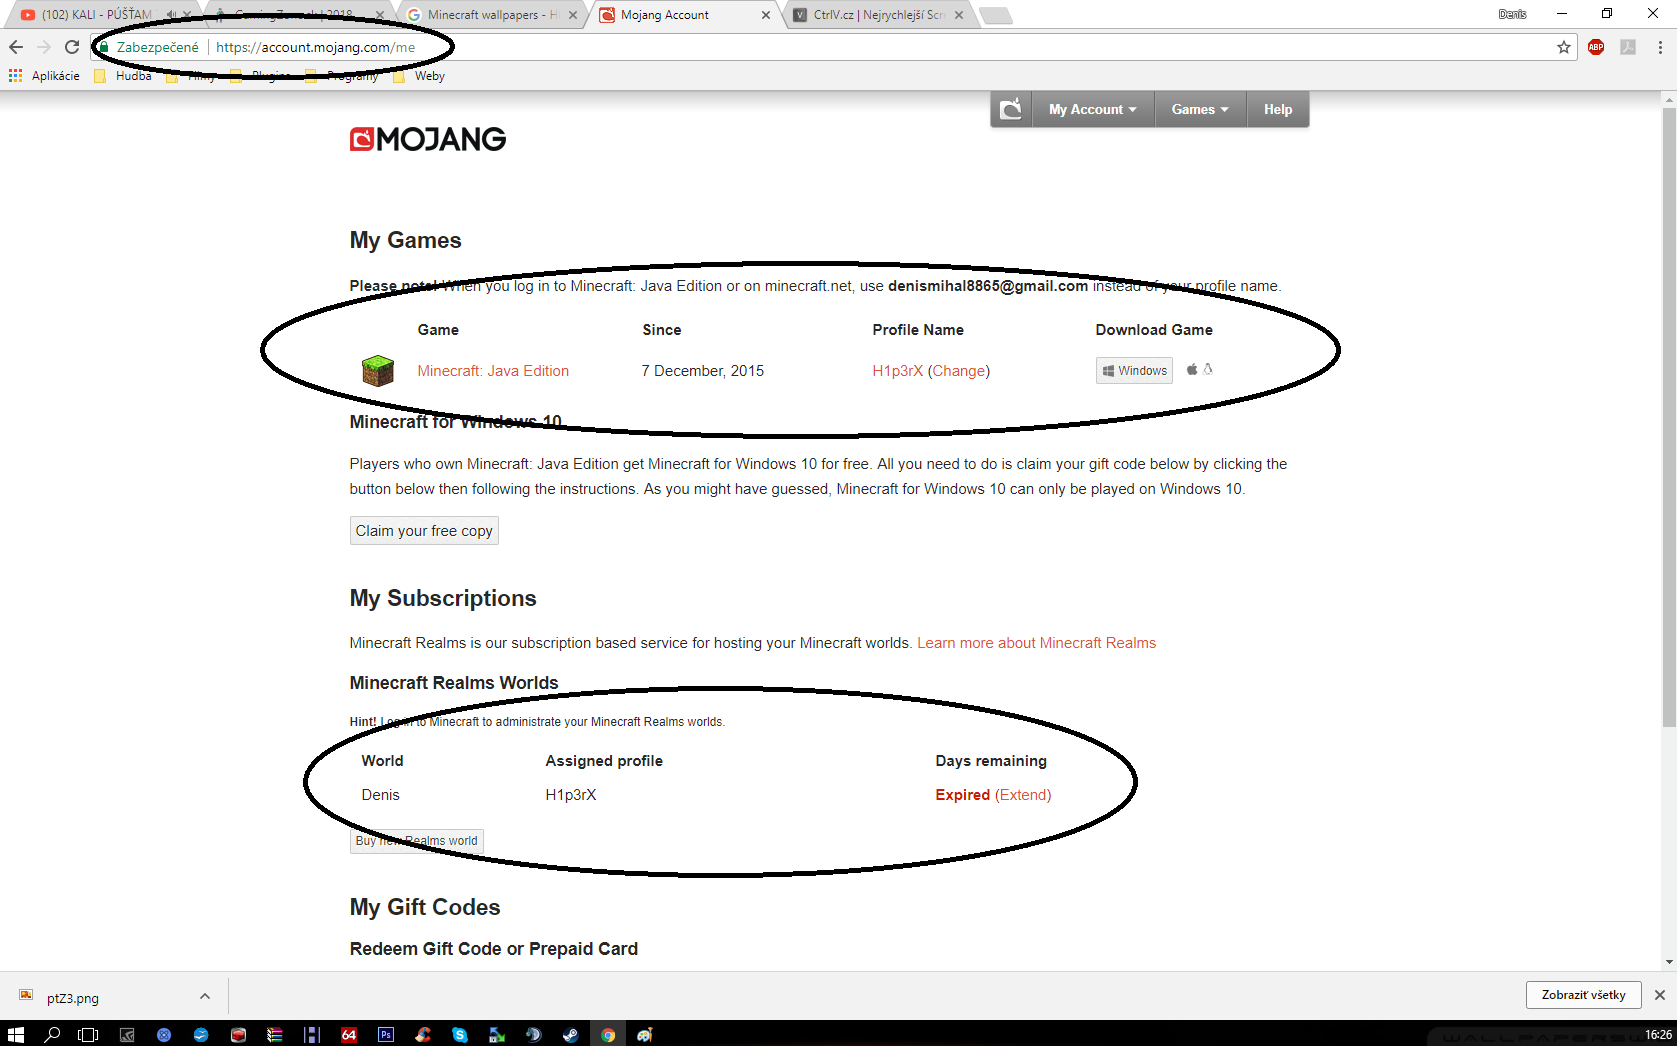 (102) KALI - PÚŠŤAM
| 2018
Minecraft wallpapers - H
Mojang Account
CtrlV.cz | Nejrychlejší Scr
Denis
Zabezpečené
https://account.mojang.com/me
ABP
Aplikácie
Hudba
Filmy
Plugins
Programy
Weby
My Account
Games
Help
MOJANG
My Games
Please note! When you log in to Minecraft: Java Edition or on minecraft.net, use denismihal8865@gmail.com instead of your profile name.
Game Since Profile Name Download Game
Minecraft: Java Edition 7 December, 2015 H1p3rX (Change) Windows
Minecraft for Windows 10
Players who own Minecraft: Java Edition get Minecraft for Windows 10 for free. All you need to do is claim your gift code below by clicking the
button below then following the instructions. As you might have guessed, Minecraft for Windows 10 can only be played on Windows 10.
Claim your free copy
My Subscriptions
Minecraft Realms is our subscription based service for hosting your Minecraft worlds. Learn more about Minecraft Realms
Minecraft Realms Worlds
Hint! Log in to Minecraft to administrate your Minecraft Realms worlds.
World Assigned profile Days remaining
Denis H1p3rX Expired (Extend)
Buy new Realms world
My Gift Codes
Redeem Gift Code or Prepaid Card
ptZ3.png
Zobraziť všetky
64
Ps
16:26